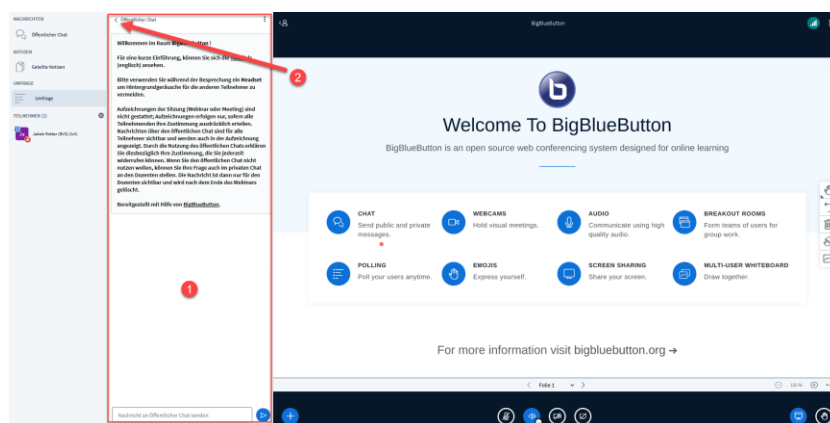 NACHRICHTEN
Öffentlicher Chat
NOTIZEN
Geteilte Notizen
UMFRAGE
Umfrage
TEILNEHMER (1)
Öffentlicher Chat
Willkommen im Raum BigBlueButton !
Für eine kurze Einführung, können Sie sich die
(englisch) ansehen.
Bitte verwenden Sie während der Besprechung ein Headset
um Hintergrundgeräusche für die anderen Teilnehmer zu
vermeiden.
Aufzeichnungen der Sitzung (Webinar oder Meeting) sind
nicht gestattet; Aufzeichnungen erfolgen nur, sofern alle
Teilnehmenden ihre Zustimmung ausdrücklich erteilen.
Nachrichten über den öffentlichen Chat sind für alle
Teilnehmer sichtbar und werden auch in der Aufzeichnung
angezeigt. Durch die Nutzung des öffentlichen Chats erklären
Sie diesbezüglich Ihre Zustimmung, die Sie jederzeit
widerrufen können. Wenn Sie den öffentlichen Chat nicht
nutzen wollen, können Sie Ihre Frage auch im privaten Chat
an den Dozenten stellen. Die Nachricht ist dann nur für den
Dozenten sichtbar und wird nach dem Ende des Webinars
gelöscht.
Bereitgestellt mit Hilfe von BigBlueButton.
1
Nachricht an Öffentlicher Chat senden
2
BigBlueButton
Welcome To BigBlueButton
BigBlueButton is an open source web conferencing system designed for online learning
CHAT
Send public and private
messages.
WEBCAMS
Hold visual meetings.
AUDIO
Communicate using high
quality audio.
BREAKOUT ROOMS
Form teams of users for
group work.
POLLING
Poll your users anytime.
EMOJIS
Express yourself.
SCREEN SHARING
Share your screen.
MULTI-USER WHITEBOARD
Draw together.
For more information visit bigbluebutton.org →
Folie 1
100%